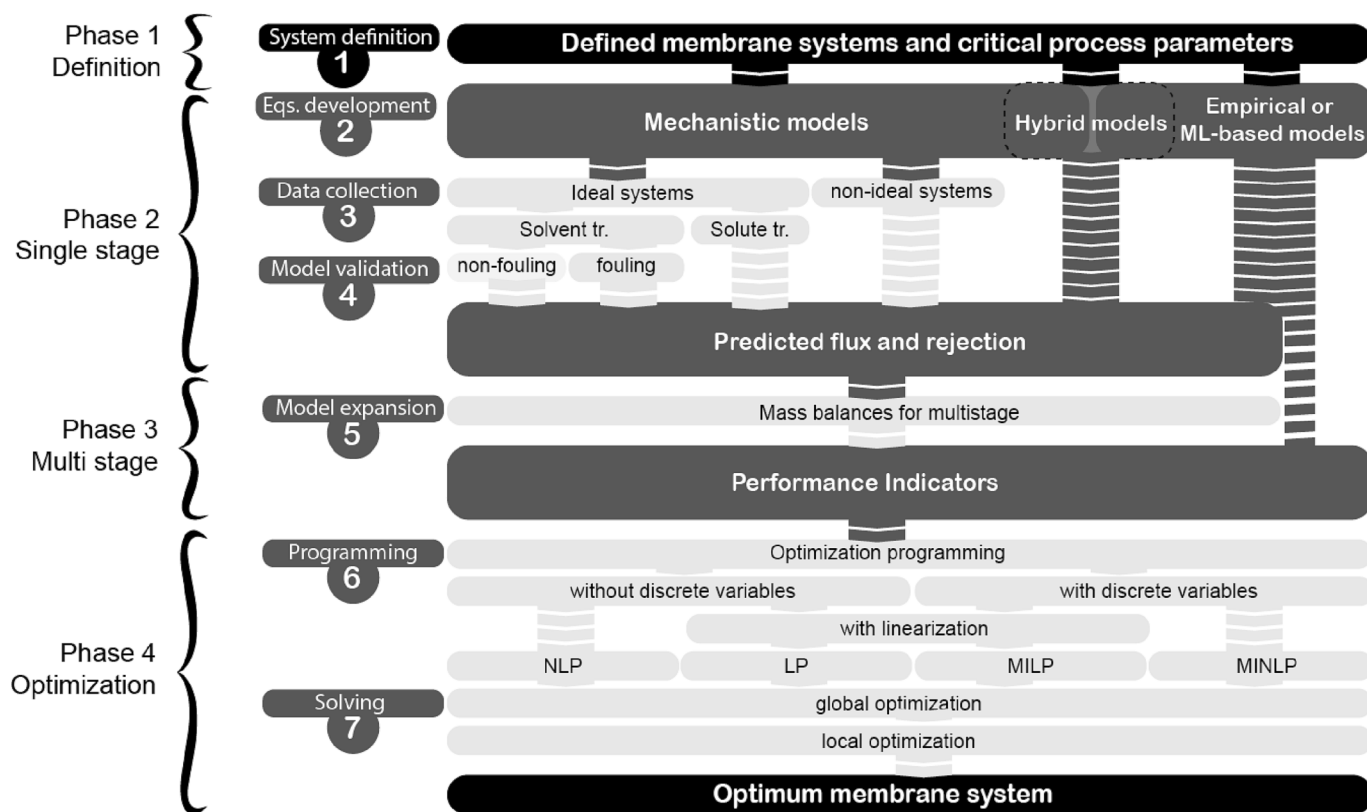 Phase 1
Definition
System definition
1
Defined membrane systems and critical process parameters
Phase 2
Single stage
Eqs. development
2
Mechanistic models
Hybrid models
Empirical or
ML-based models
Data collection
3
Ideal systems
non-ideal systems
Solvent tr.
Solute tr.
Model validation
4
non-fouling
fouling
Predicted flux and rejection
Phase 3
Multi stage
Model expansion
5
Mass balances for multistage
Performance Indicators
Phase 4
Optimization
Programming
6
Optimization programming
without discrete variables
with discrete variables
with linearization
NLP
LP
MILP
MINLP
Solving
7
global optimization
local optimization
Optimum membrane system